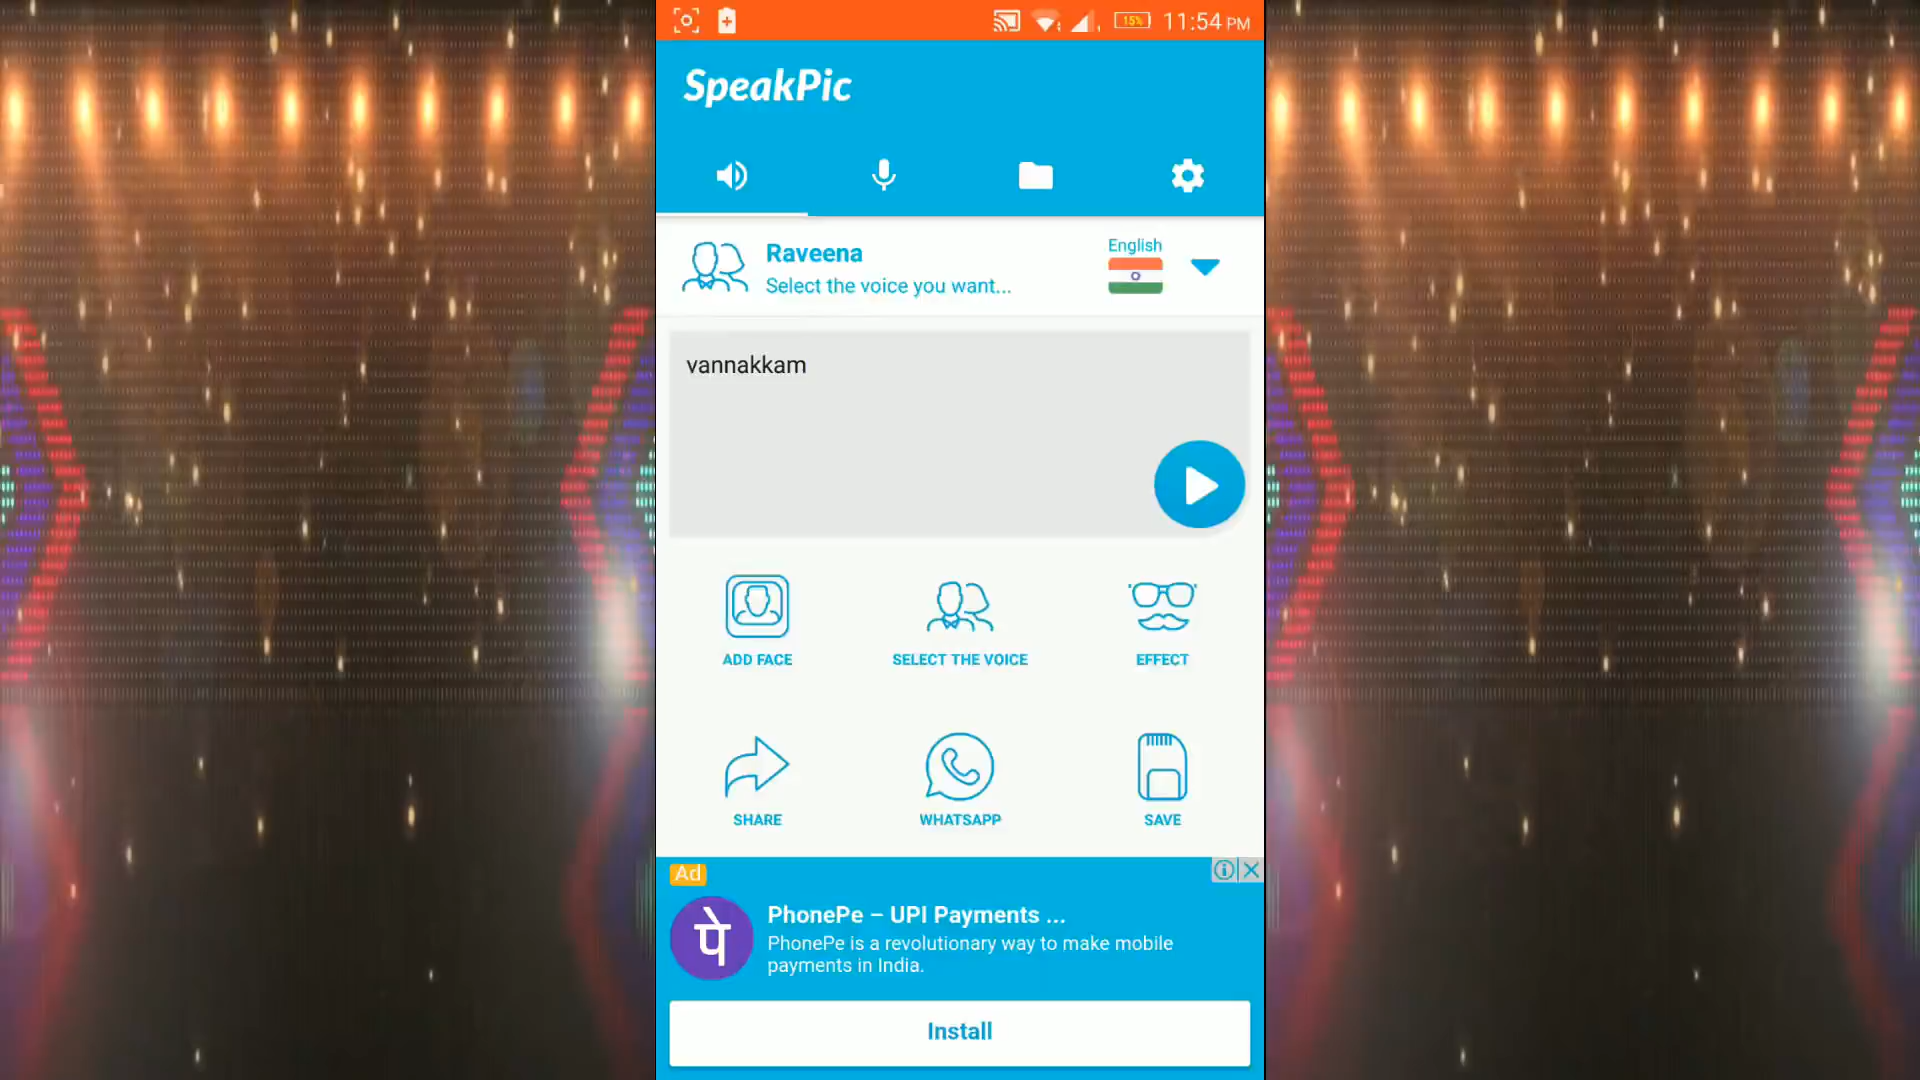 15% 11:54 PM
SpeakPic
Raveena
English
Select the voice you want...
vannakkam
ADD FACE
SELECT THE VOICE
EFFECT
SHARE
WHATSAPP
SAVE
Ad
पे
PhonePe – UPI Payments ...
PhonePe is a revolutionary way to make mobile
payments in India.
Install